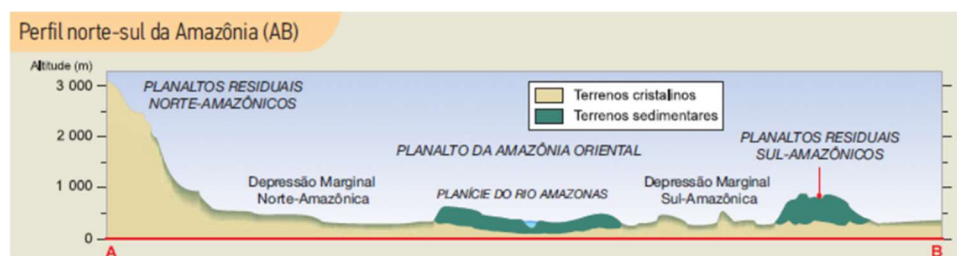 Perfil norte-sul da Amazônia (AB)
Altitude (m)
3 000
2 000
1 000
0
PLANALTOS RESIDUAIS
NORTE-AMAZÔNICOS
Terrenos cristalinos
Terrenos sedimentares
PLANALTO DA AMAZÔNIA ORIENTAL
PLANALTOS RESIDUAIS
SUL-AMAZÔNICOS
Depressão Marginal
Norte-Amazônica
PLANÍCIE DO RIO AMAZONAS
Depressão Marginal
Sul-Amazônica
A
B